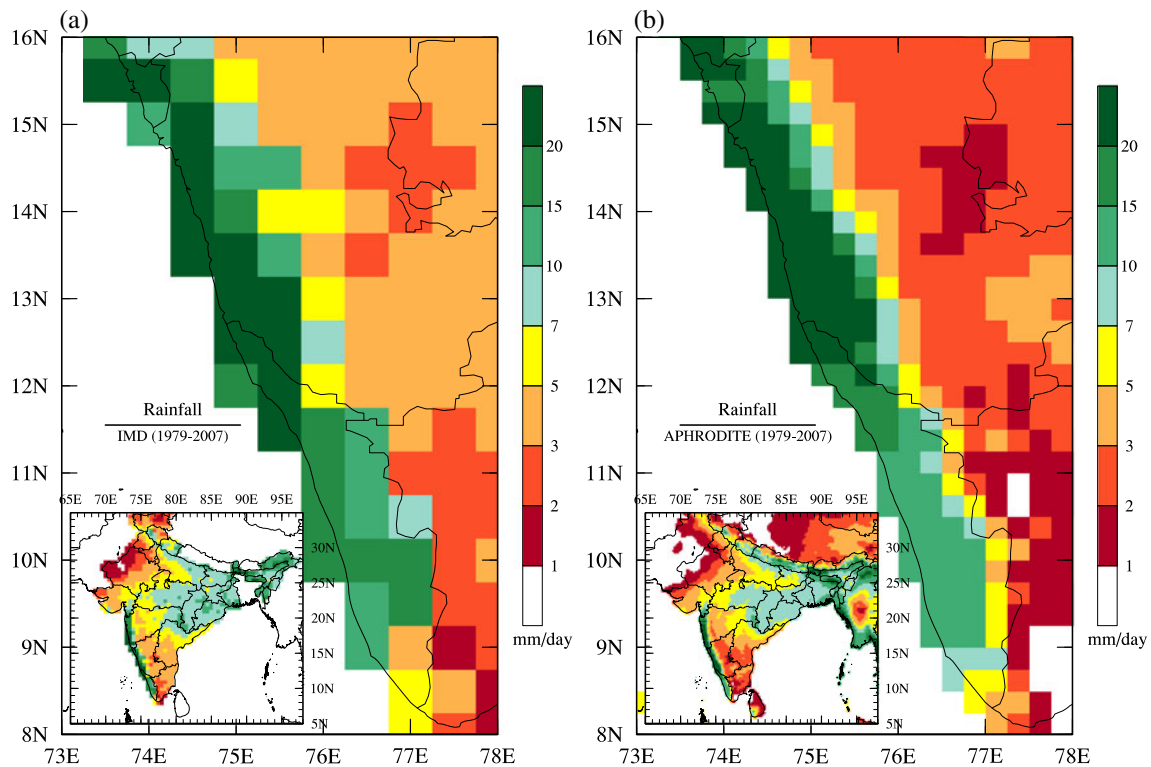 (a)
16N
15N
14N
13N
12N
11N
10N
9N
8N
73E 74E 75E 76E 77E 78E
Rainfall
IMD (1979-2007)
65E 70E 75E 80E 85E 90E 95E
30N
25N
20N
15N
10N
5N
20
15
10
7
5
3
2
1
mm/day
(b)
16N
15N
14N
13N
12N
11N
10N
9N
8N
73E 74E 75E 76E 77E 78E
Rainfall
APHRODITE (1979-2007)
65E 70E 75E 80E 85E 90E 95E
30N
25N
20N
15N
10N
5N
20
15
10
7
5
3
2
1
mm/day